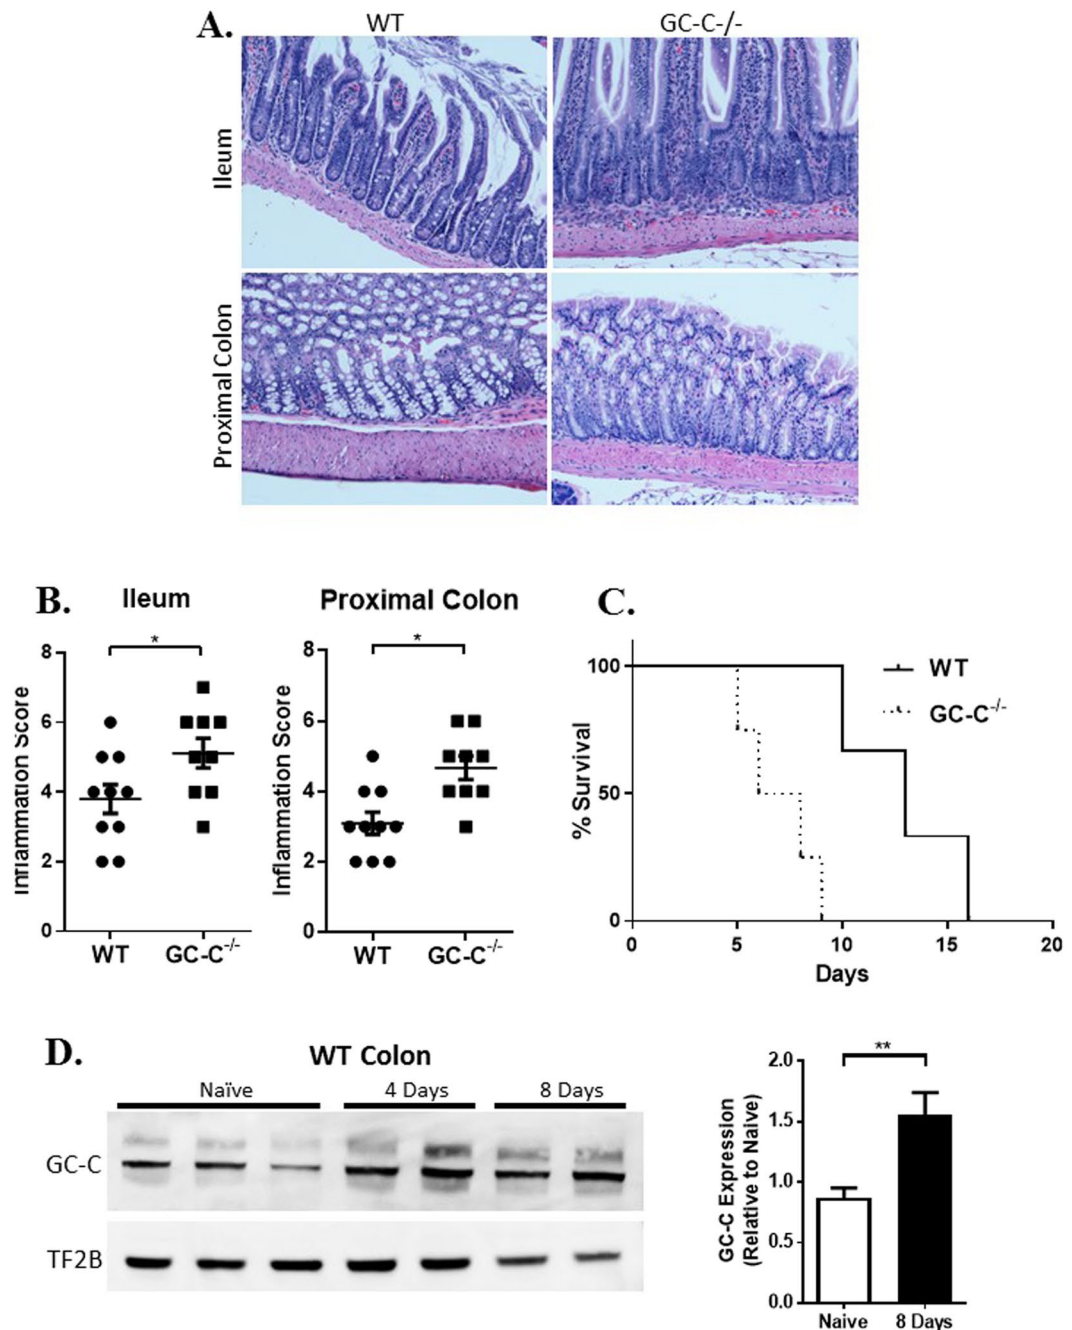 A.
WT GC-C-/-
Ileum
Proximal Colon
B.
Ileum
*
Inflammation Score
8
6
4
2
0
WT GC-C-/-
Proximal Colon
*
Inflammation Score
8
6
4
2
0
WT GC-C-/-
C.
% Survival
100
50
0
0 5 10 15 20
Days
WT
GC-C-/-
D.
WT Colon
Naïve 4 Days 8 Days
GC-C
TF2B
**
GC-C Expression
(Relative to Naive)
2.0
1.5
1.0
0.5
0.0
Naive 8 Days